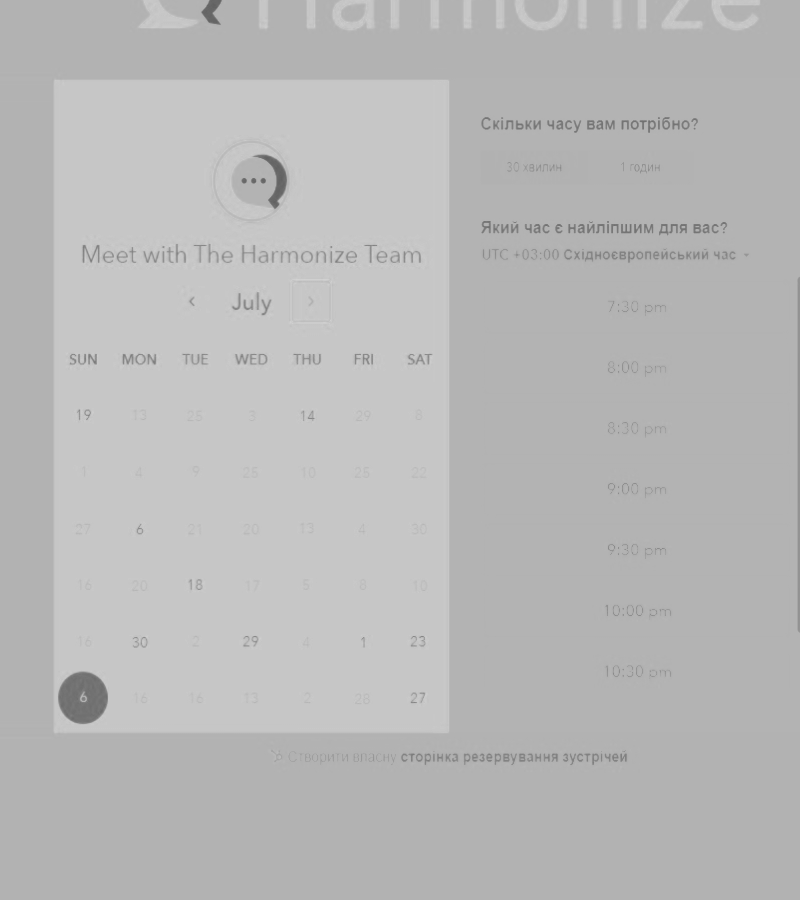 Harmonize
Meet with The Harmonize Team
July
SUN MON TUE WED THU FRI SAT
19 13 25 3 14 29 6
1 4 9 25 10 25 22
27 6 21 20 13 4 30
16 20 18 17 5 8 10
16 30 2 29 4 1 23
6 16 16 13 2 28 27
Скільки часу вам потрібно?
30 хвилин 1 годин
Який час є найліпшим для вас?
UTC +03:00 Східноєвропейський час
7:30 pm
8:00 pm
8:30 pm
9:00 pm
9:30 pm
10:00 pm
10:30 pm
Створити власну сторінка резервування зустрічей